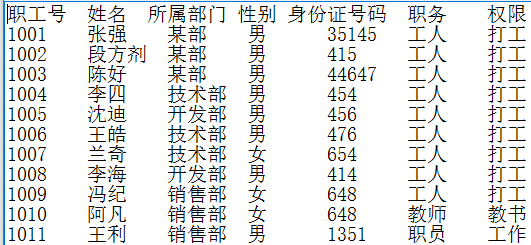 职工号 姓名 所属部门 性别 身份证号码 职务 权限
1001 张强 某部 男 35145 工人 打工
1002 段方剂 某部 男 415 工人 打工
1003 陈好 某部 男 44647 工人 打工
1004 李四 技术部 男 454 工人 打工
1005 沈迪 开发部 男 456 工人 打工
1006 王皓 技术部 男 476 工人 打工
1007 兰奇 技术部 女 654 工人 打工
1008 李海 开发部 男 414 工人 打工
1009 冯纪 销售部 女 648 工人 打工
1010 阿凡 销售部 女 648 教师 教书
1011 王利 销售部 男 1351 职员 工作